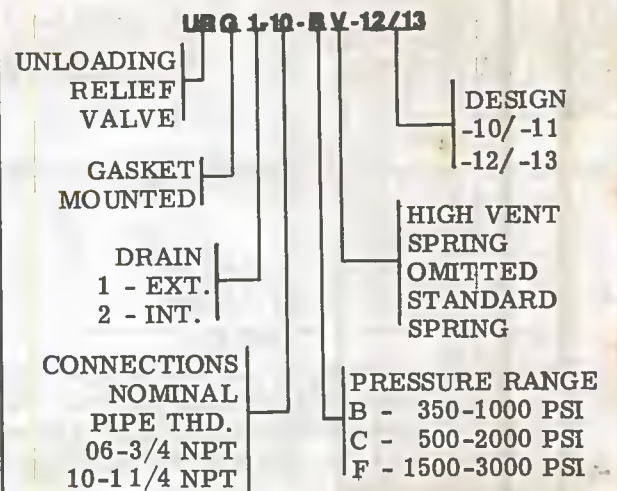 URG 1-10-BV-12/13
UNLOADING
RELIEF
VALVE
GASKET
MOUNTED
DRAIN
1 - EXT.
2 - INT.
CONNECTIONS
NOMINAL
PIPE THD.
06-3/4 NPT
10-1 1/4 NPT
DESIGN
-10/-11
-12/-13
HIGH VENT
SPRING
OMITTED
STANDARD
SPRING
PRESSURE RANGE
B - 350-1000 PSI
C - 500-2000 PSI
F - 1500-3000 PSI